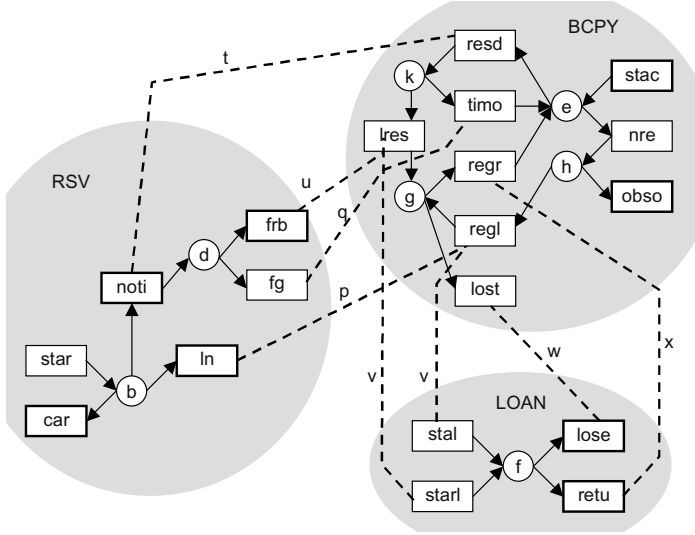 BCPY
t
resd
k
stac
timo
e
lres
nre
RSV
regr
h
u
q
g
obso
frb
regl
d
noti
fg
p
lost
star
ln
x
w
b
v
v
car
LOAN
stal
lose
f
starl
retu